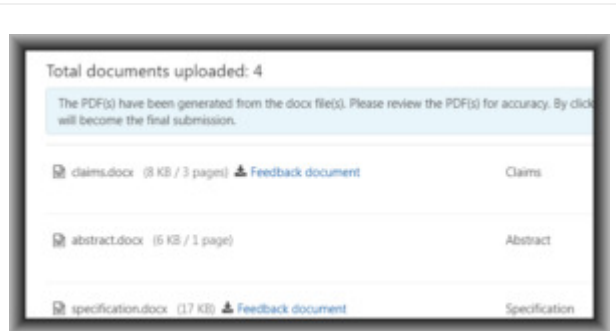 Total documents uploaded: 4
The PDF(s) have been generated from the docx file(s). Please review the PDF(s) for accuracy. By click
will become the final submission.
claims.docx (8 KB / 3 pages) Feedback document Claims
abstract.docx (6 KB / 1 page) Abstract
specification.docx (17 KB) Feedback document Specification